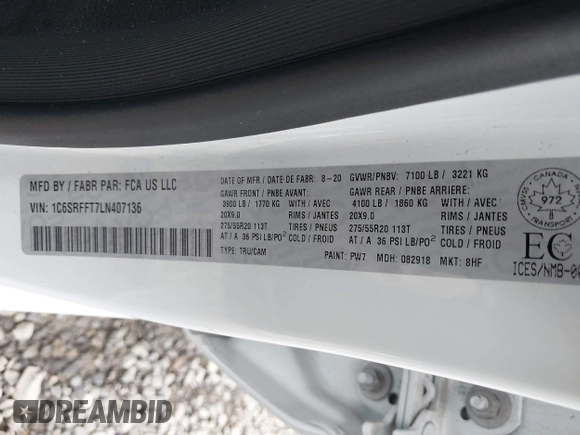 MFD BY / FABR PAR: FCA US LLC
VIN: 1C6SRFFT7LN407136
DATE OF MFR / DATE DE FABR 8-20
GAWR FRONT / PNBE AVANT:
3900 LB / 1770 KG WITH / AVEC
20X9.0 RIMS / JANTES
275/55R20 113T TIRES / PNEUS
AT / A 36 PSI LB/PO² COLD / FROID
TYPE: TRU/CAM
GVWR/PNBV: 7100 LB / 3221 KG
GAWR REAR / PNBE ARRIERE:
4100 LB / 1860 KG WITH / AVEC
20X9.0 RIMS / JANTES
275/55R20 113T TIRES / PNEUS
AT / A 36 PSI LB/PO² COLD / FROID
PAINT: PW7 MDH: 082918 MKT: 8HF
CANADA
CMVSS
972
8
TRANSPORT
EC
ICES/NMB-00
DREAMBID